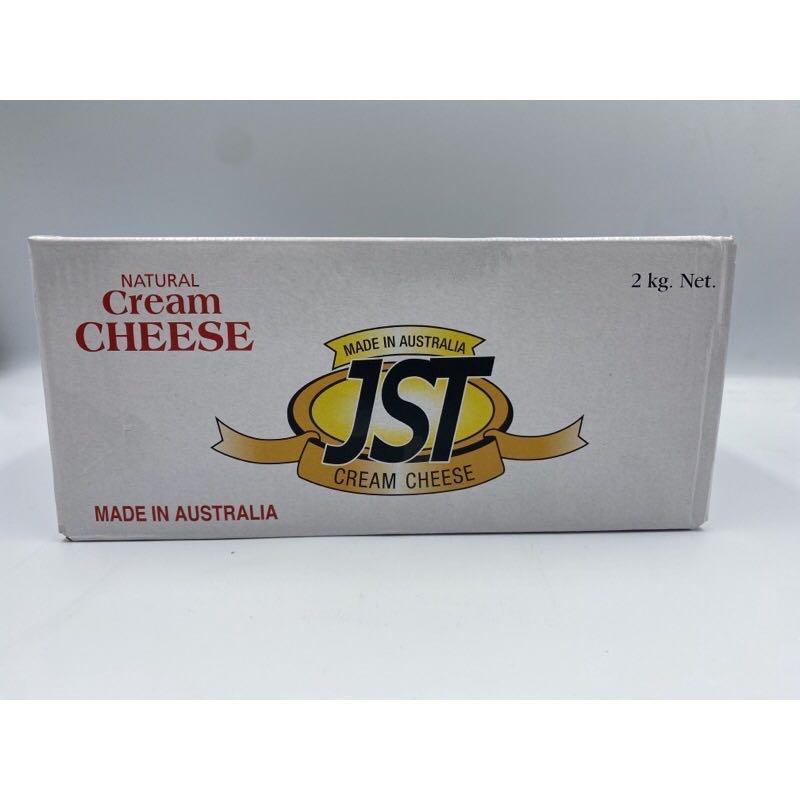 NATURAL
Cream
CHEESE
2 kg. Net.
MADE IN AUSTRALIA
JST
CREAM CHEESE
MADE IN AUSTRALIA